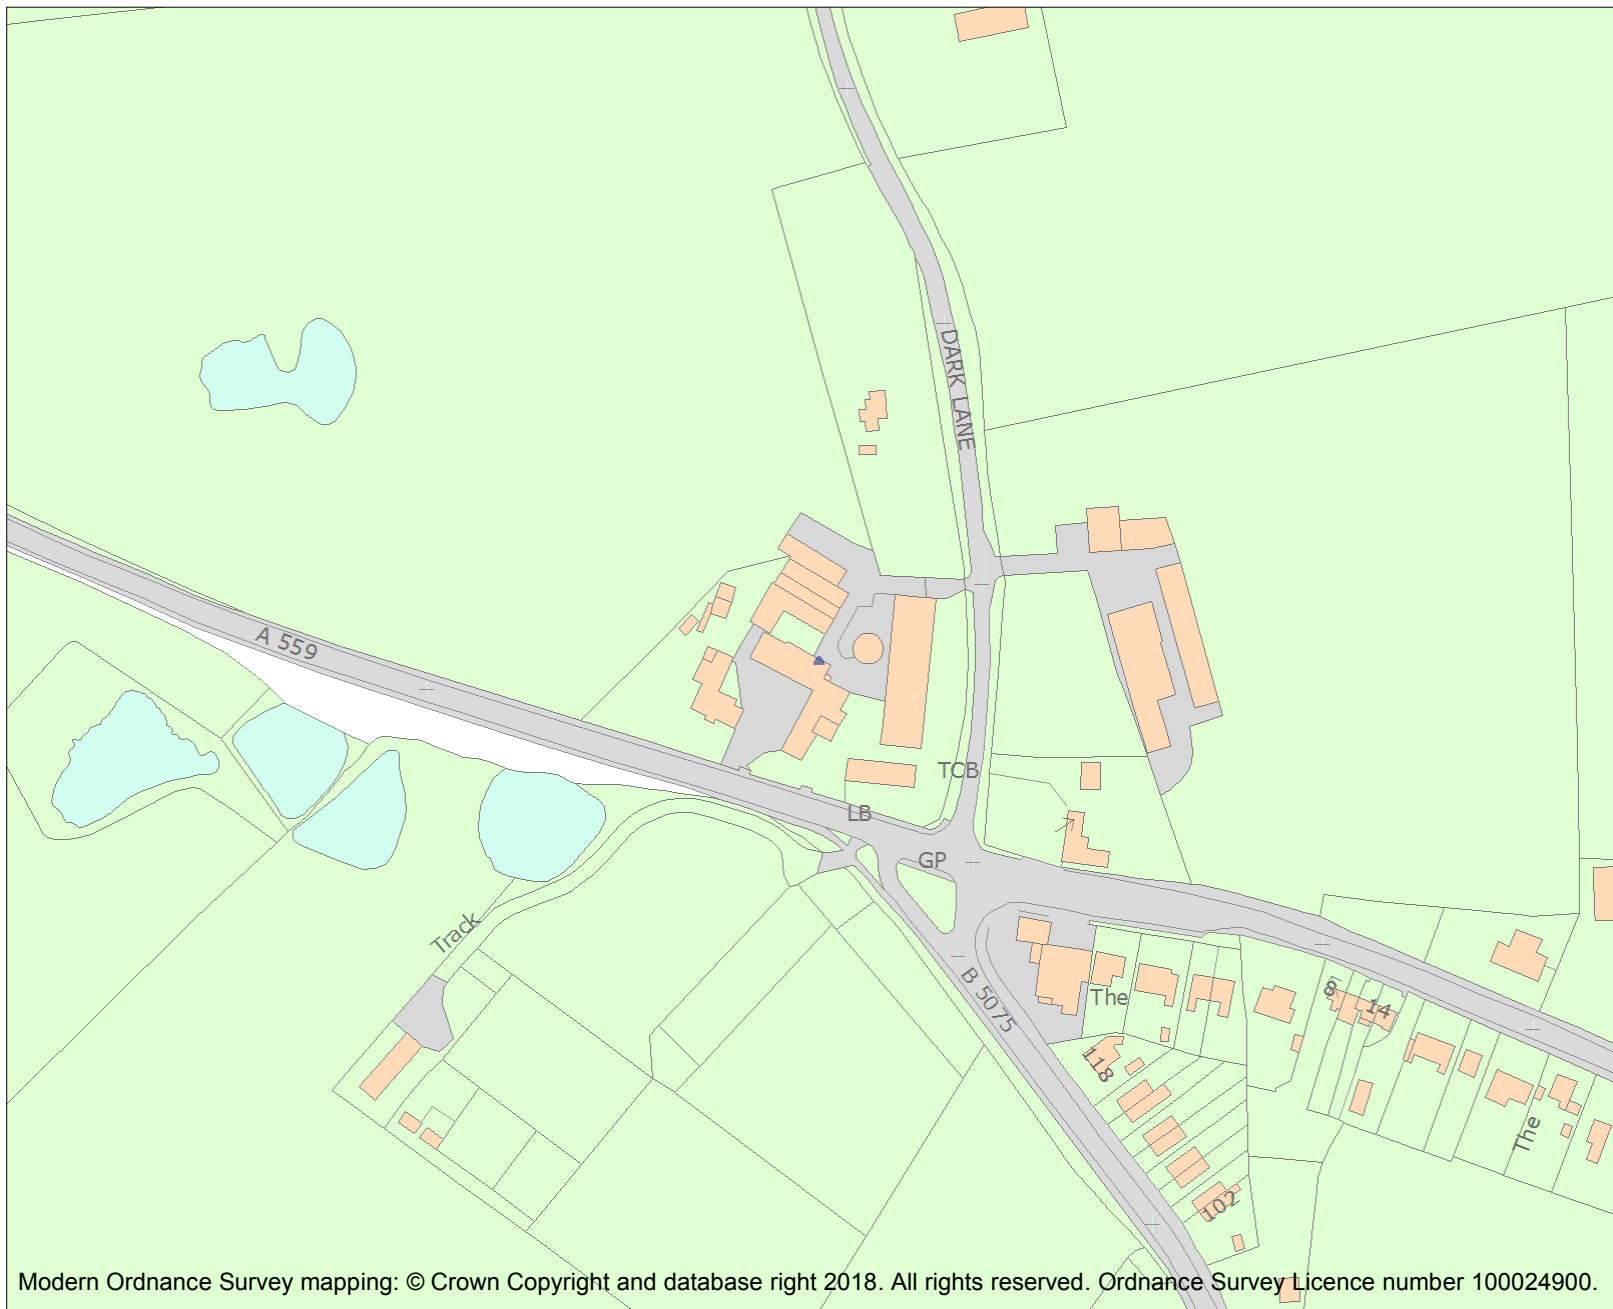 DARK LANE
A 559
TCB
LB
GP
Track
B 5075
The
8
14
118
The
102
Modern Ordnance Survey mapping: © Crown Copyright and database right 2018. All rights reserved. Ordnance Survey Licence number 100024900.